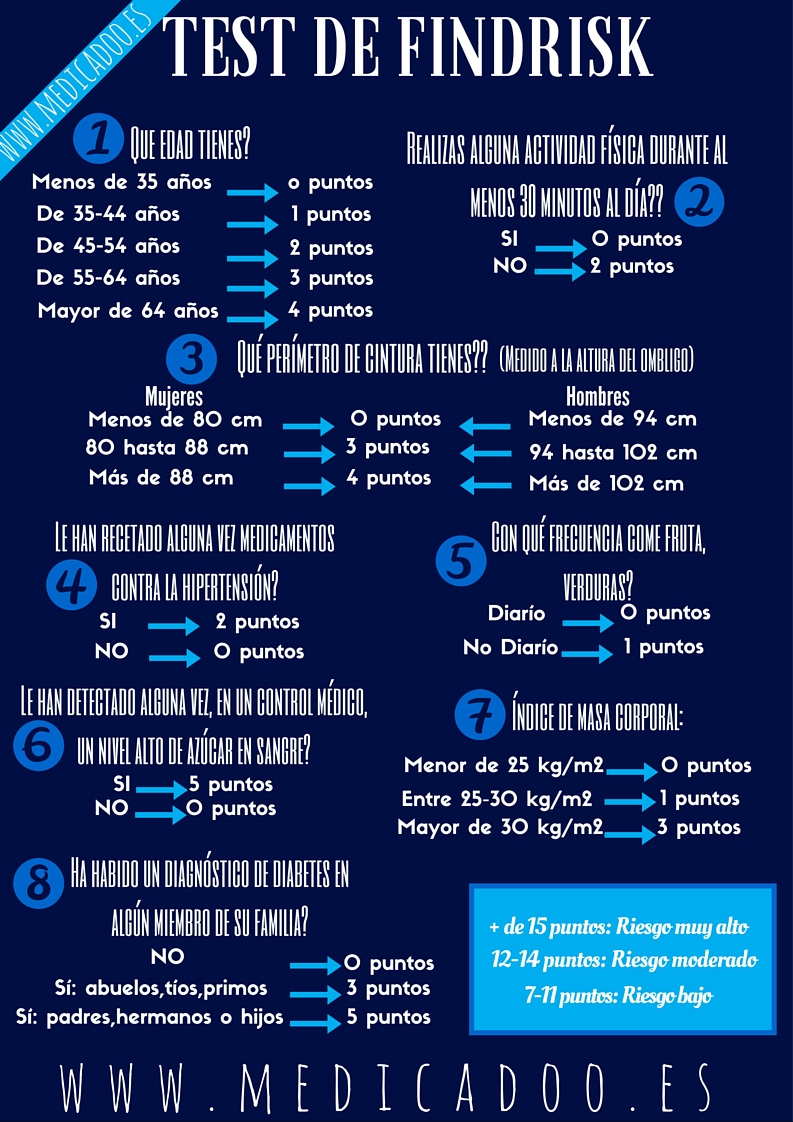 WWW.MEDICADOO.ES
TEST DE FINDRISK
1 QUE EDAD TIENES?
Menos de 35 años 0 puntos
De 35-44 años 1 puntos
De 45-54 años 2 puntos
De 55-64 años 3 puntos
Mayor de 64 años 4 puntos
REALIZAS ALGUNA ACTIVIDAD FÍSICA DURANTE AL
MENOS 30 MINUTOS AL DÍA?? 2
SI 0 puntos
NO 2 puntos
3 QUÉ PERÍMETRO DE CINTURA TIENES?? (MEDIDO A LA ALTURA DEL OMBLIGO)
Mujeres Hombres
Menos de 80 cm 0 puntos Menos de 94 cm
80 hasta 88 cm 3 puntos 94 hasta 102 cm
Más de 88 cm 4 puntos Más de 102 cm
LE HAN RECETADO ALGUNA VEZ MEDICAMENTOS
4 CONTRA LA HIPERTENSIÓN?
SI 2 puntos
NO 0 puntos
5 CON QUÉ FRECUENCIA COME FRUTA,
VERDURAS?
Diarío 0 puntos
No Diarío 1 puntos
LE HAN DETECTADO ALGUNA VEZ, EN UN CONTROL MÉDICO,
6 UN NIVEL ALTO DE AZÚCAR EN SANGRE?
SI 5 puntos
NO 0 puntos
7 ÍNDICE DE MASA CORPORAL:
Menor de 25 kg/m2 0 puntos
Entre 25-30 kg/m2 1 puntos
Mayor de 30 kg/m2 3 puntos
8 HA HABIDO UN DIAGNÓSTICO DE DIABETES EN
ALGÚN MIEMBRO DE SU FAMILIA?
NO 0 puntos
Sí: abuelos,tíos,primos 3 puntos
Sí: padres,hermanos o hijos 5 puntos
+ de 15 puntos: Riesgo muy alto
12-14 puntos: Riesgo moderado
7-11 puntos: Riesgo bajo
WWW.MEDICADOO.ES